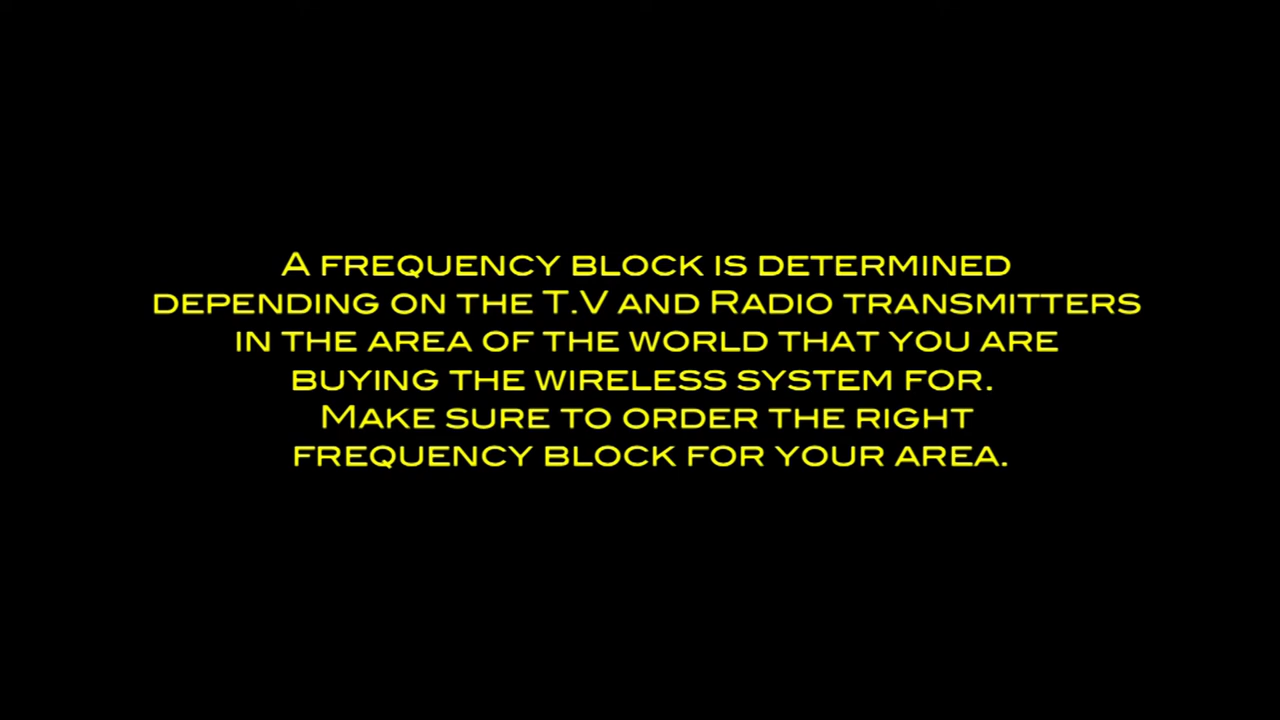 A FREQUENCY BLOCK IS DETERMINED
DEPENDING ON THE T.V AND RADIO TRANSMITTERS
IN THE AREA OF THE WORLD THAT YOU ARE
BUYING THE WIRELESS SYSTEM FOR.
MAKE SURE TO ORDER THE RIGHT
FREQUENCY BLOCK FOR YOUR AREA.